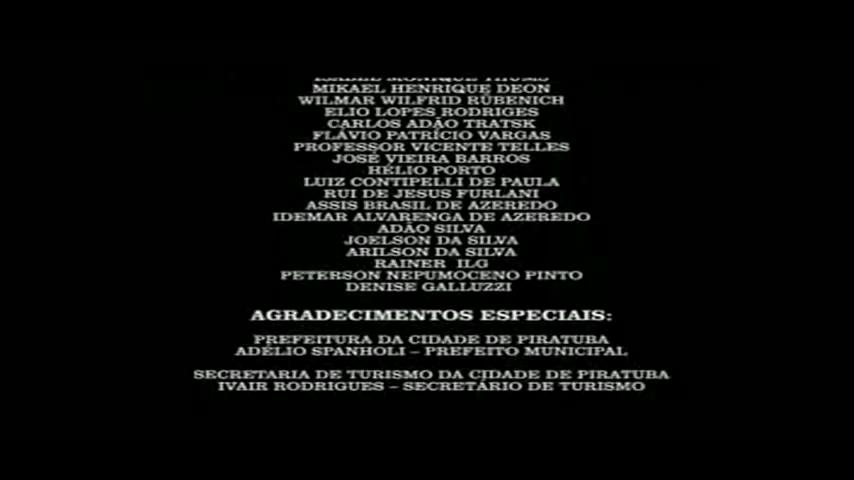 ISABEL MONIQUE THUMS
MIKAEL HENRIQUE DEON
WILMAR WILFRID RÜBENICH
ELIO LOPES RODRIGES
CARLOS ADÃO TRATSK
FLÁVIO PATRÍCIO VARGAS
PROFESSOR VICENTE TELLES
JOSÉ VIEIRA BARROS
HÉLIO PORTO
LUIZ CONTIPELLI DE PAULA
RUI DE JESUS FURLANI
ASSIS BRASIL DE AZEREDO
IDEMAR ALVARENGA DE AZEREDO
ADÃO SILVA
JOELSON DA SILVA
ARILSON DA SILVA
RAINER ILG
PETERSON NEPUMOCENO PINTO
DENISE GALLUZZI
AGRADECIMENTOS ESPECIAIS:
PREFEITURA DA CIDADE DE PIRATUBA
ADÉLIO SPANHOLI – PREFEITO MUNICIPAL
SECRETARIA DE TURISMO DA CIDADE DE PIRATUBA
IVAIR RODRIGUES – SECRETÁRIO DE TURISMO